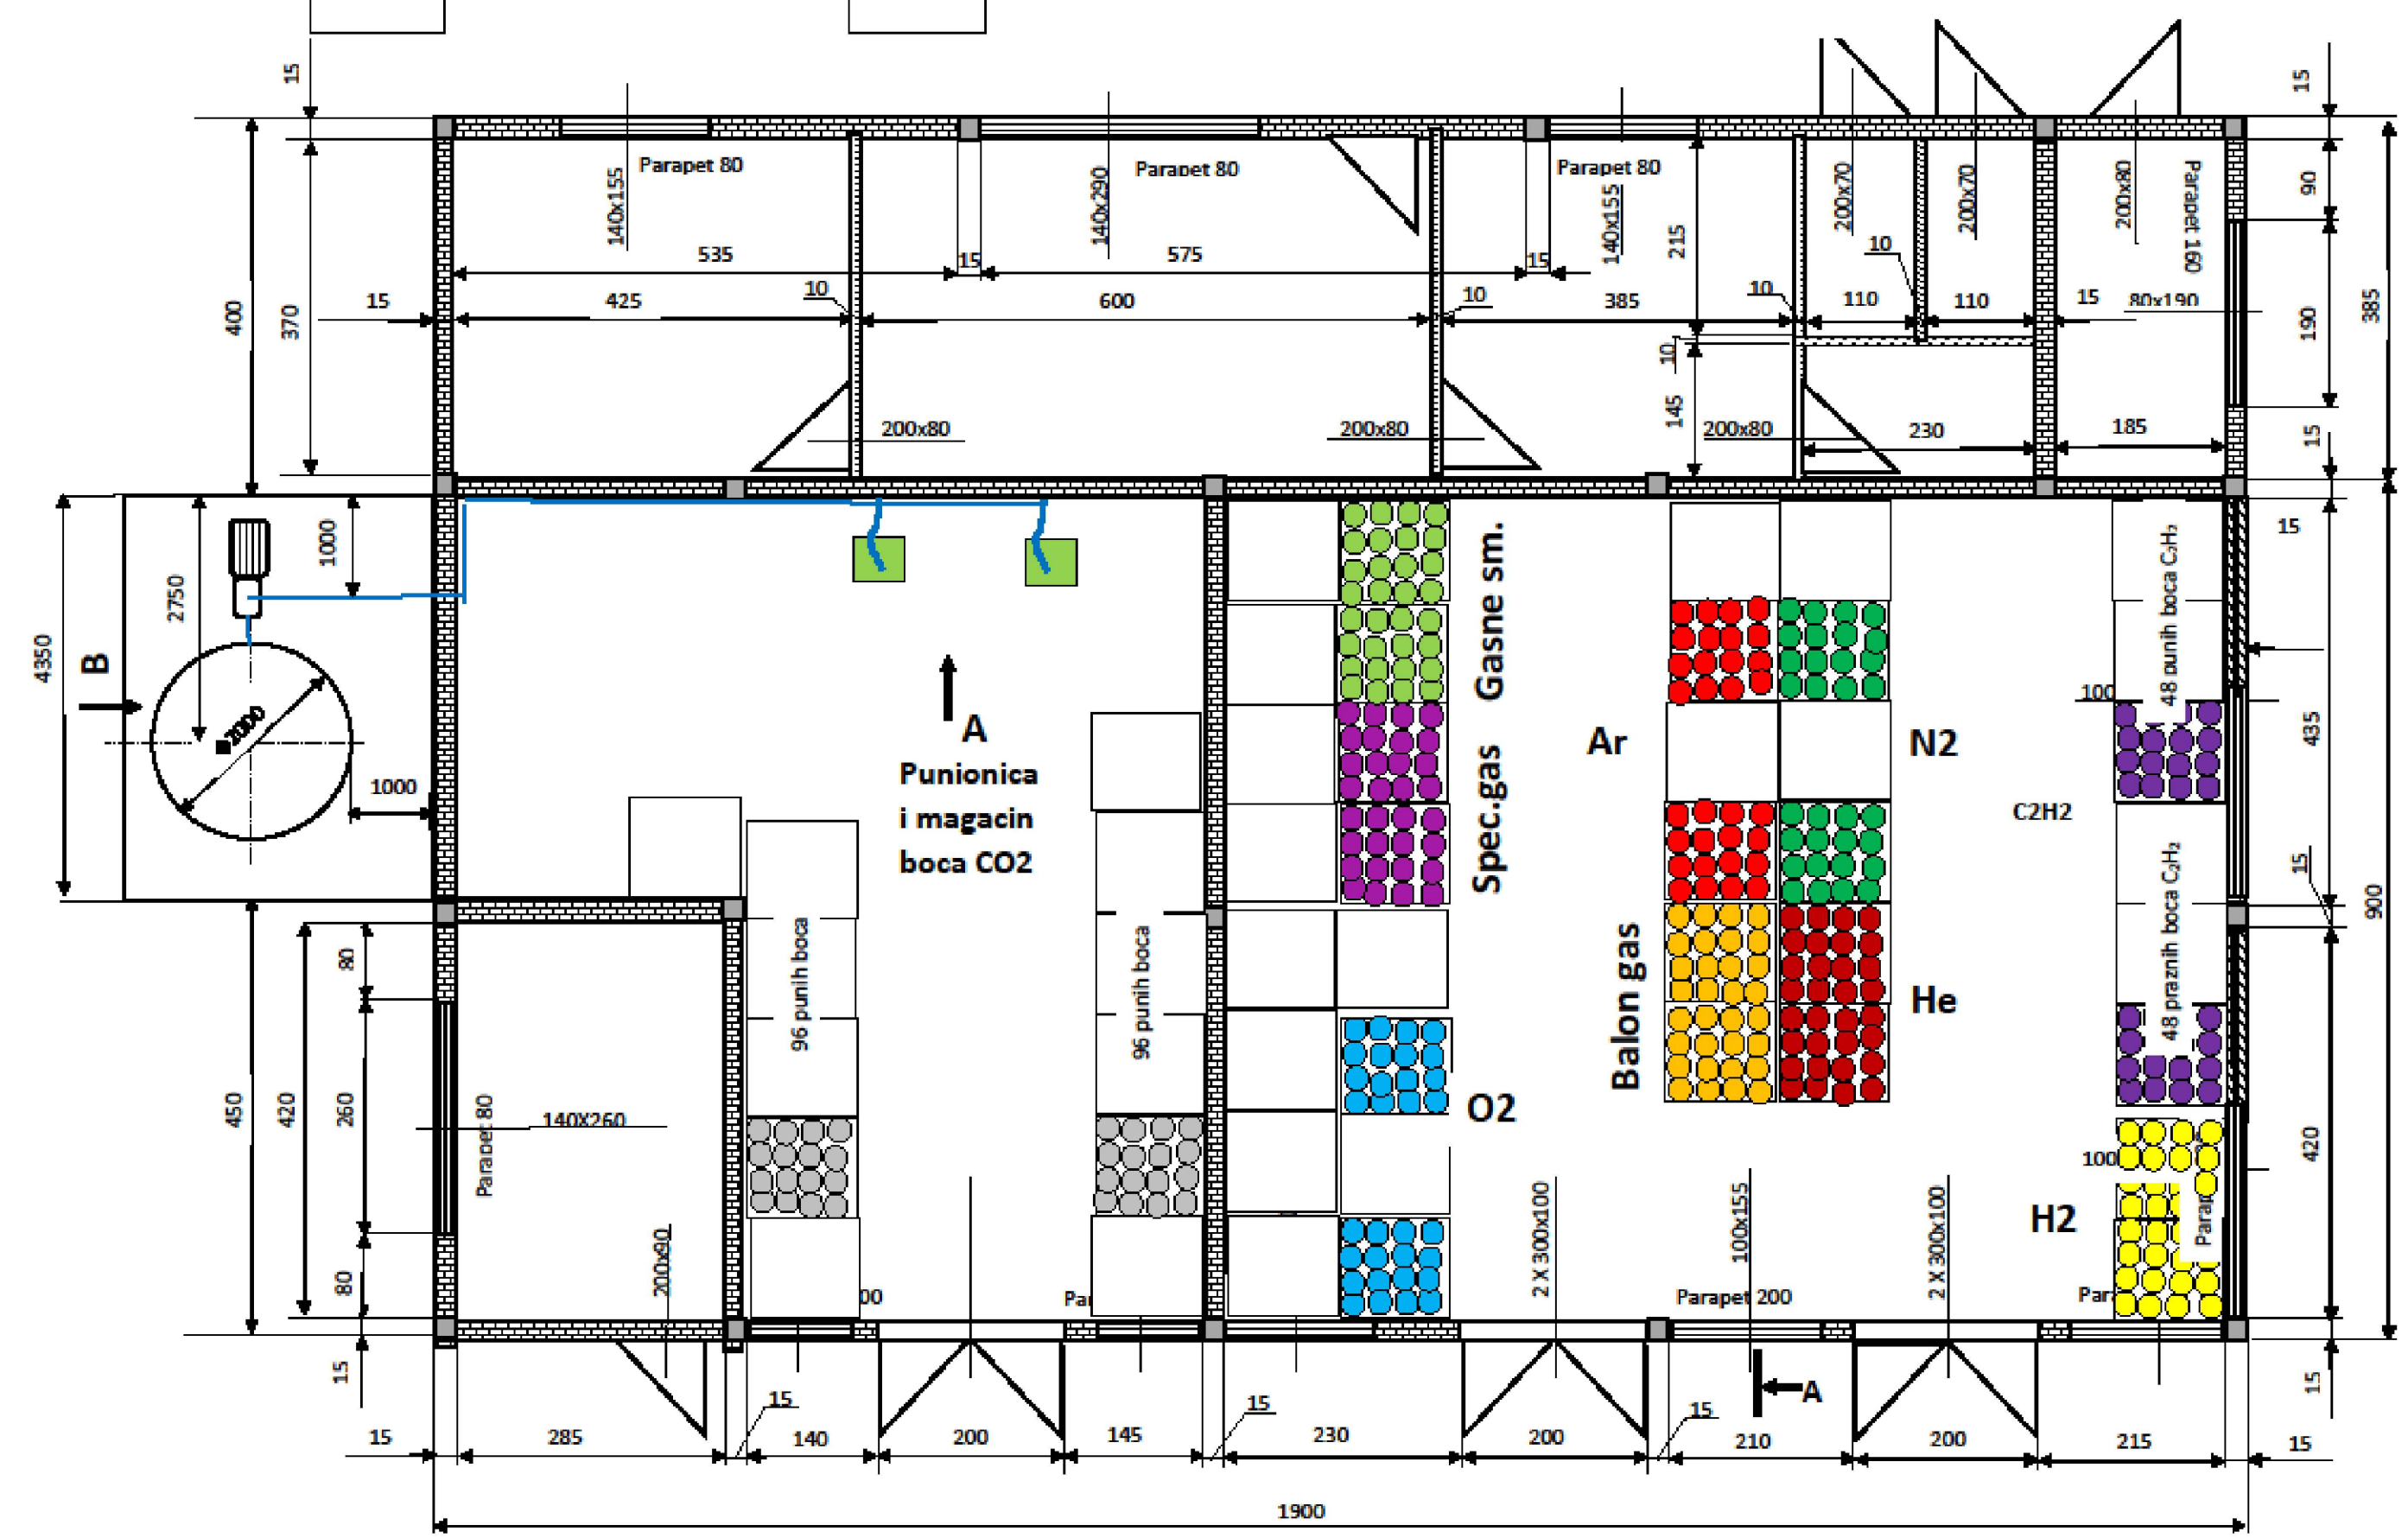 15
15
Parapet 80
Parapet 80
Parapet 80
140x155
140x290
140x155
215
200x70
200x70
200x80
Parapet 160
90
535
15
575
15
10
400
370
15
425
10
600
10
385
10
110
110
15
80x190
190
385
10
145
200x80
200x80
200x80
230
185
15
4350
B
2750
1000
2000
1000
A
Punionica
i magacin
boca CO2
96 punih boca
96 punih boca
Gasne sm.
Spec.gas
Ar
N2
Balon gas
He
O2
C2H2
H2
48 punih boca C₂H₂
48 praznih boca C₂H₂
100
100
15
435
15
900
420
450
420
80
260
80
15
Parapet 80
140X260
200x90
00
2 X 300x100
100x155
2 X 300x100
Parapet 200
15
A
15
285
15
140
200
145
15
230
200
15
210
200
215
15
1900